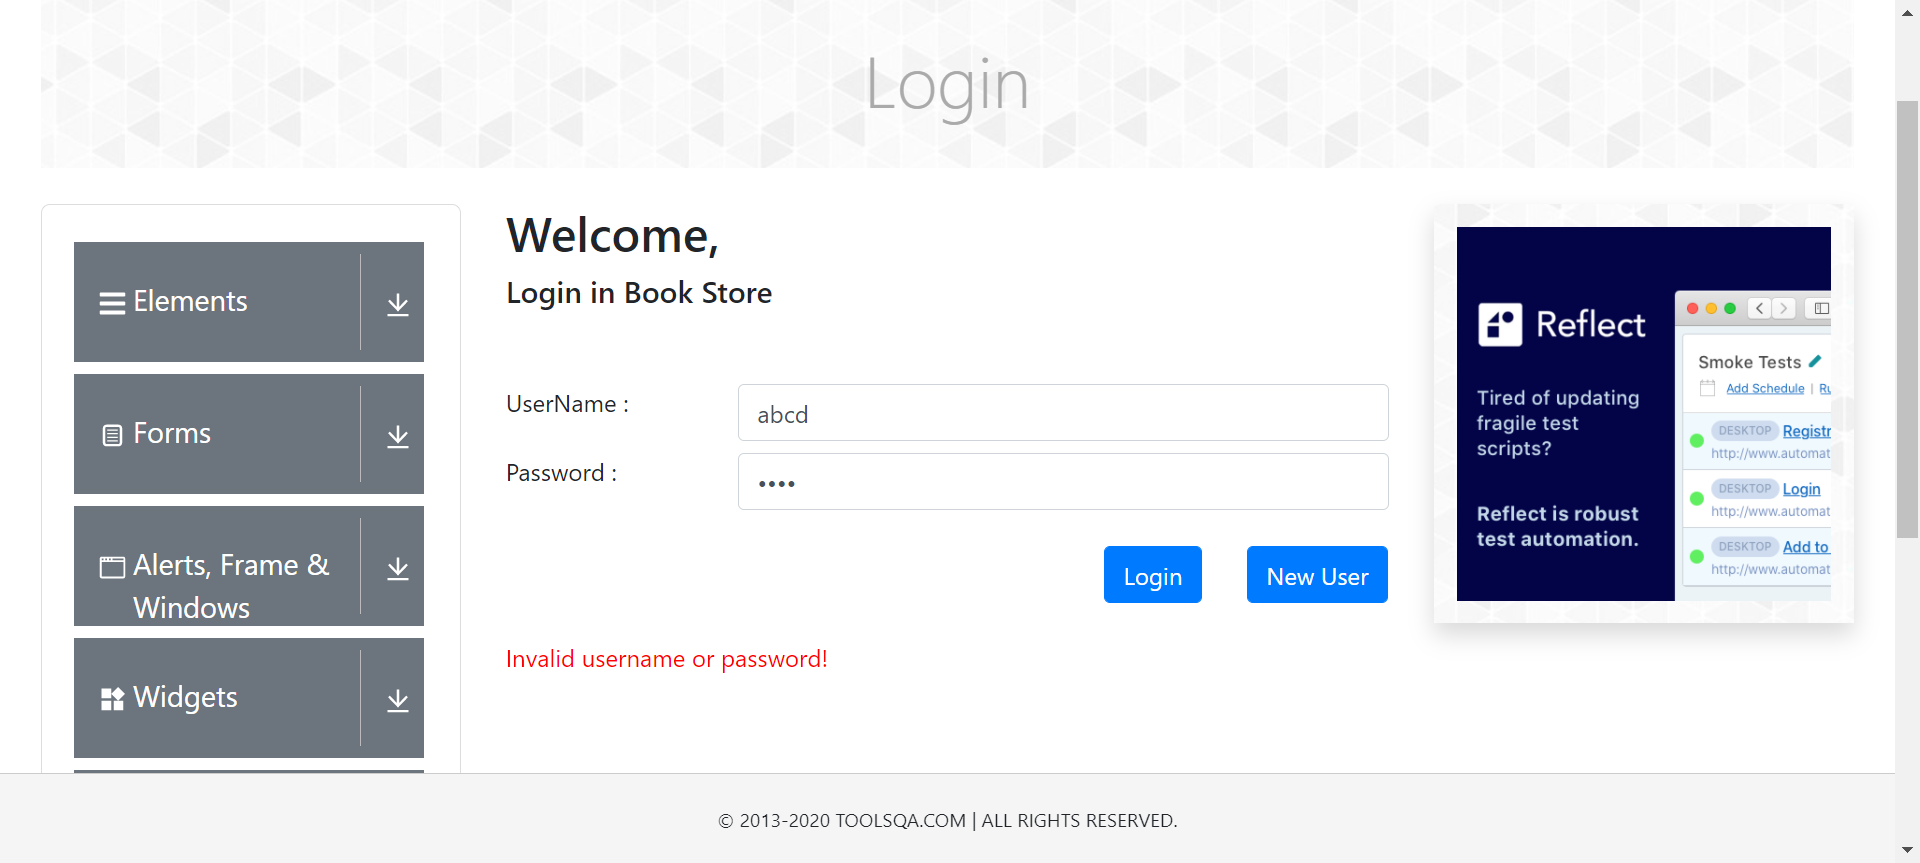 Login
Elements
Forms
Alerts, Frame &
Windows
Widgets
Welcome,
Login in Book Store
UserName :
abcd
Password :
••••
Login
New User
Invalid username or password!
Reflect
Tired of updating
fragile test
scripts?
Reflect is robust
test automation.
Smoke Tests
Add Schedule | Ru
DESKTOP Registr
http://www.automat
DESKTOP Login
http://www.automat
DESKTOP Add to
http://www.automat
© 2013-2020 TOOLSQA.COM | ALL RIGHTS RESERVED.